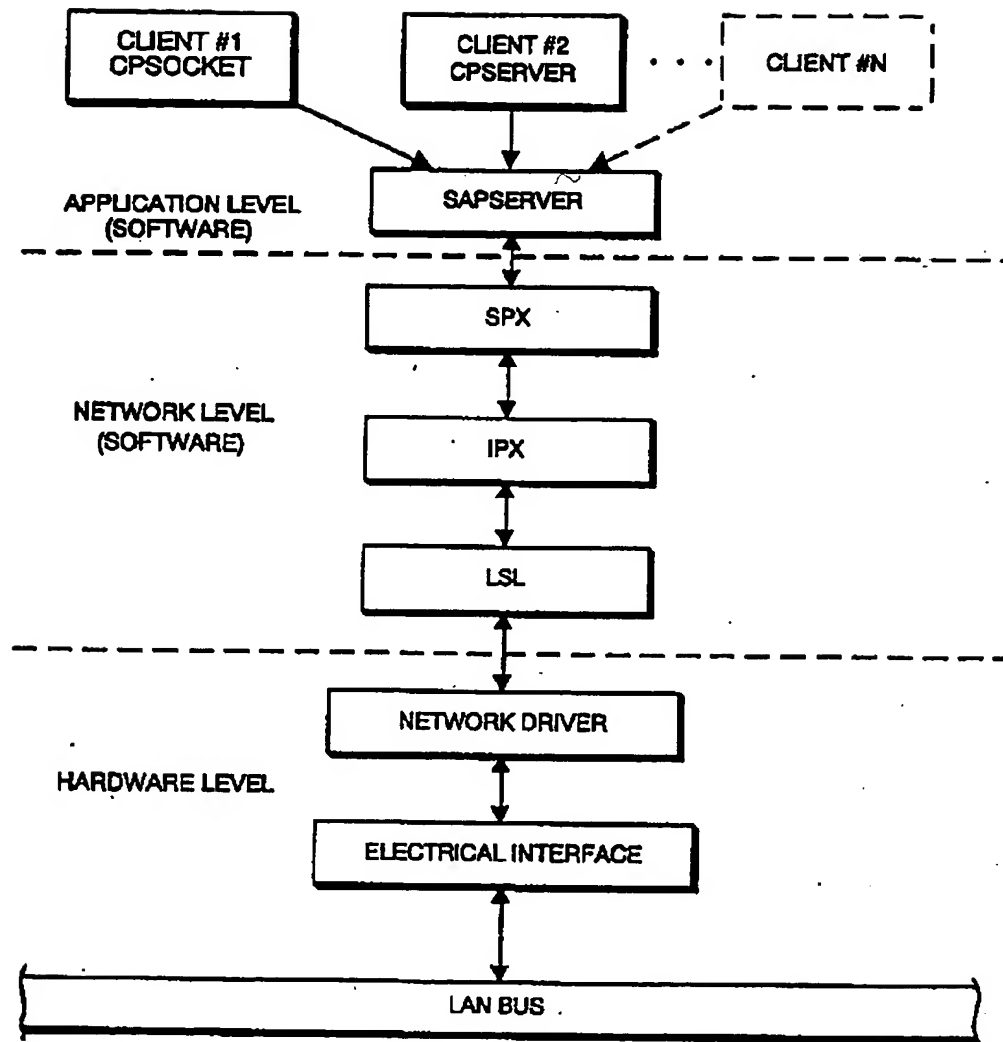 CLIENT #1
CPSOCKET
CLIENT #2
CPSERVER
CLIENT #N
SAPSERVER
APPLICATION LEVEL
(SOFTWARE)
SPX
NETWORK LEVEL
(SOFTWARE)
IPX
LSL
NETWORK DRIVER
HARDWARE LEVEL
ELECTRICAL INTERFACE
LAN BUS